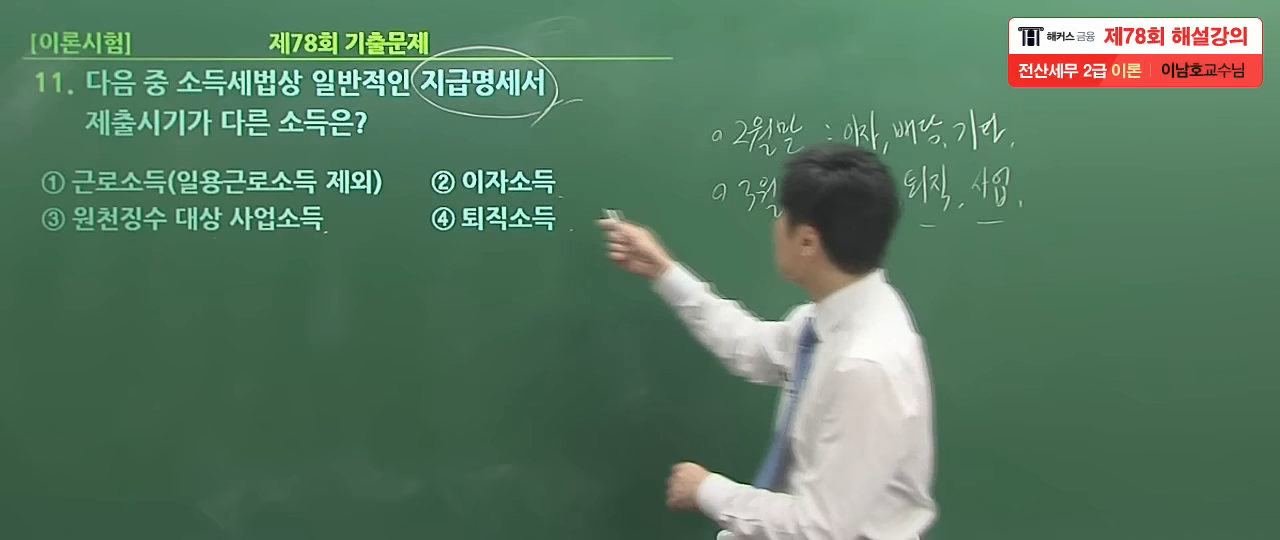 [이론시험] 제78회 기출문제
11. 다음 중 소득세법상 일반적인 지급명세서
제출시기가 다른 소득은?
① 근로소득(일용근로소득 제외) ② 이자소득
③ 원천징수 대상 사업소득 ④ 퇴직소득
o 2월말 : 이자, 배당, 기타,
o 3월 퇴직, 사업,
해커스 금융 제78회 해설강의
전산세무 2급 이론 | 이남호교수님